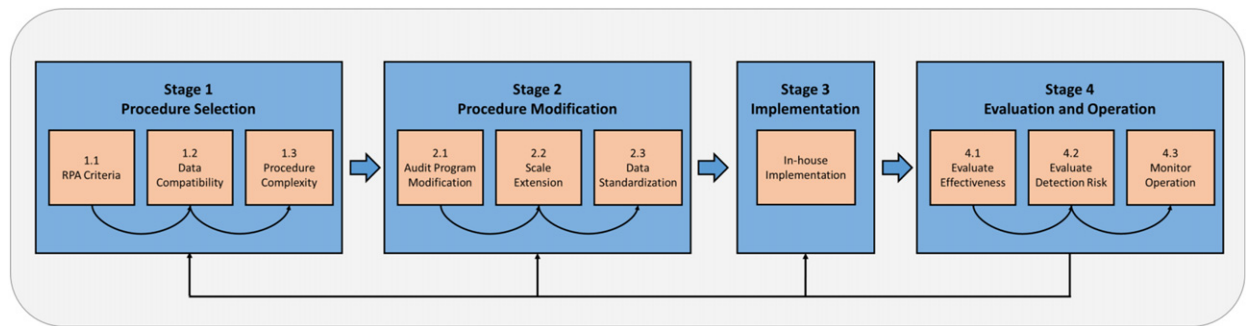 Stage 1
Procedure Selection
1.1
RPA Criteria
1.2
Data
Compatibility
1.3
Procedure
Complexity
Stage 2
Procedure Modification
2.1
Audit Program
Modification
2.2
Scale
Extension
2.3
Data
Standardization
Stage 3
Implementation
In-house
Implementation
Stage 4
Evaluation and Operation
4.1
Evaluate
Effectiveness
4.2
Evaluate
Detection Risk
4.3
Monitor
Operation